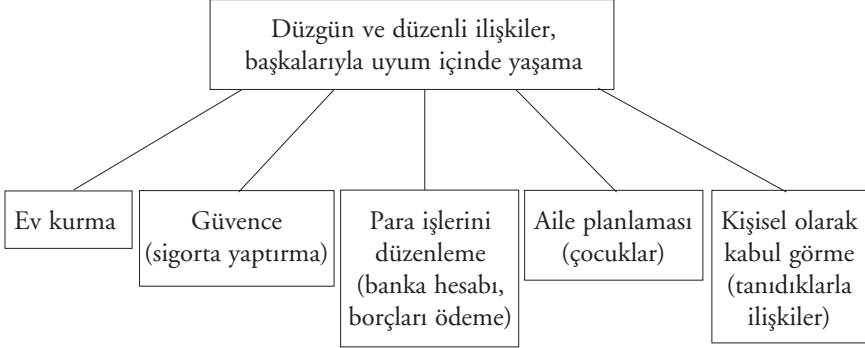 Düzgün ve düzenli ilişkiler,
başkalarıyla uyum içinde yaşama
Ev kurma
Güvence
(sigorta yaptırma)
Para işlerini
düzenleme
(banka hesabı,
borçları ödeme)
Aile planlaması
(çocuklar)
Kişisel olarak
kabul görme
(tanıdıklarla
ilişkiler)